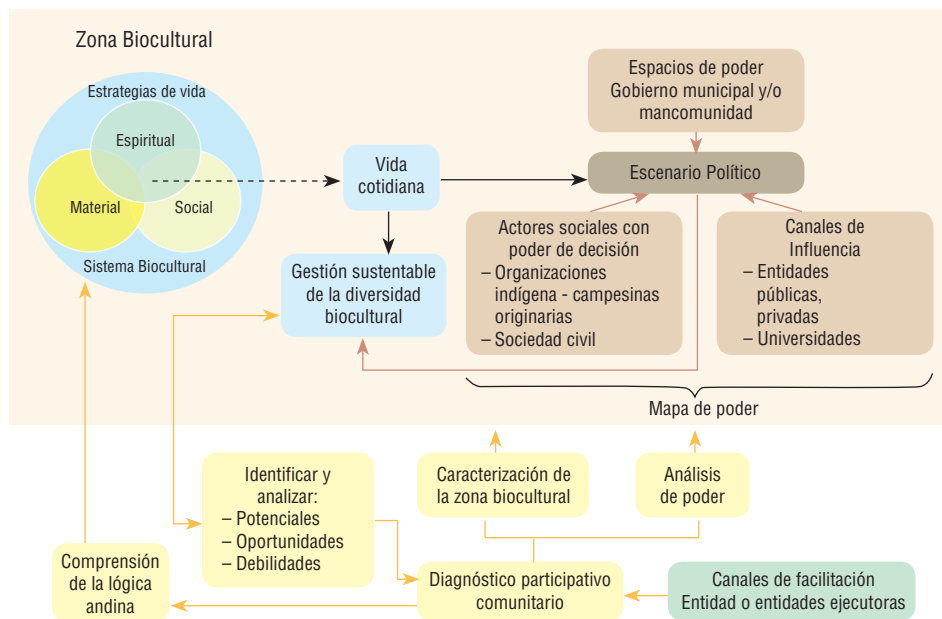 Zona Biocultural
Estrategias de vida
Espiritual
Material
Social
Sistema Biocultural
Vida
cotidiana
Gestión sustentable
de la diversidad
biocultural
Espacios de poder
Gobierno municipal y/o
mancomunidad
Escenario Político
Actores sociales con
poder de decisión
– Organizaciones
indígena - campesinas
originarias
– Sociedad civil
Canales de
Influencia
– Entidades
públicas,
privadas
– Universidades
Mapa de poder
Identificar y
analizar:
– Potenciales
– Oportunidades
– Debilidades
Caracterización de
la zona biocultural
Análisis
de poder
Comprensión
de la lógica
andina
Diagnóstico participativo
comunitario
Canales de facilitación
Entidad o entidades ejecutoras